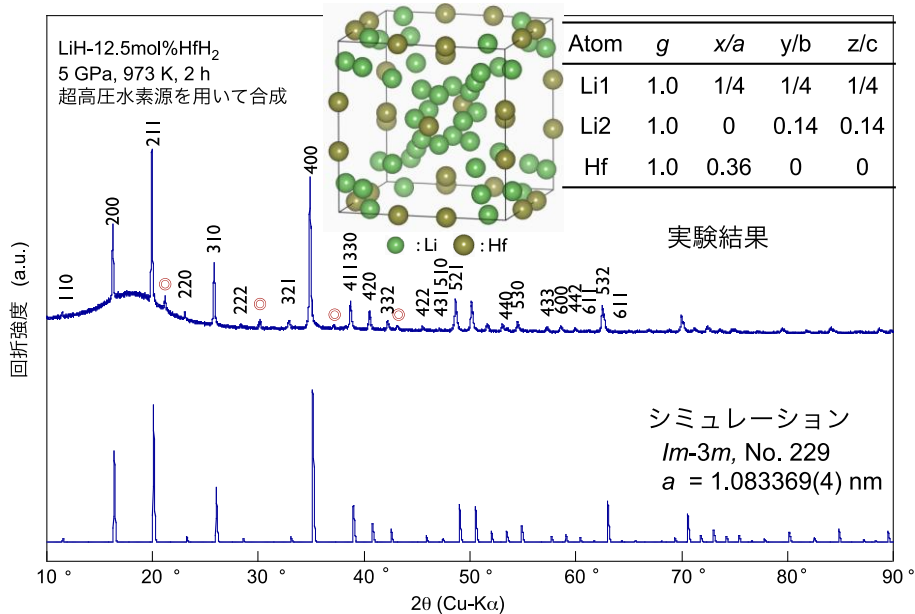 LiH-12.5mol%HfH2
5 GPa, 973 K, 2 h
超高圧水素源を用いて合成
: Li : Hf
Atom g x/a y/b z/c
Li1 1.0 1/4 1/4 1/4
Li2 1.0 0 0.14 0.14
Hf 1.0 0.36 0 0
実験結果
回折強度 (a.u.)
110
200
211
◎
220
310
222
◎
321
400
◎
411 330
420
332
◎
422
431 510
521
440
530
433
600
442
611
532
611
シミュレーション
Im-3m, No. 229
a = 1.083369(4) nm
10 ° 20 ° 30 ° 40 ° 50 ° 60 ° 70 ° 80 ° 90 °
2θ (Cu-Kα)